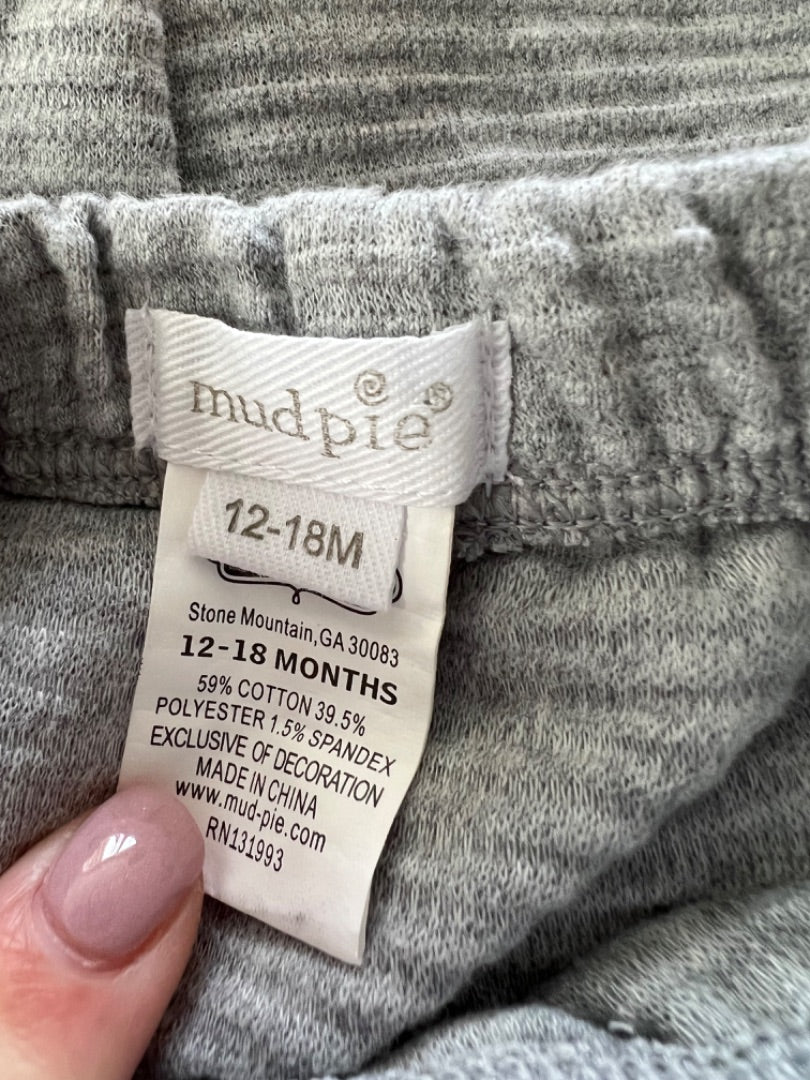 mudpie®
12-18M
Stone Mountain,GA 30083
12-18 MONTHS
59% COTTON 39.5%
POLYESTER 1.5% SPANDEX
EXCLUSIVE OF DECORATION
MADE IN CHINA
www.mud-pie.com
RN131993